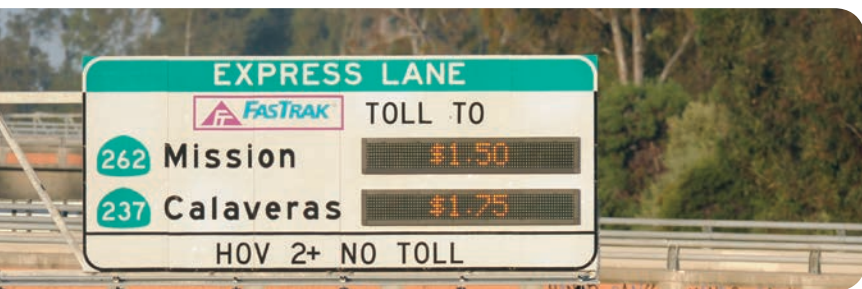 EXPRESS LANE
FASTRAK TOLL TO
262 Mission $1.50
237 Calaveras $1.75
HOV 2+ NO TOLL